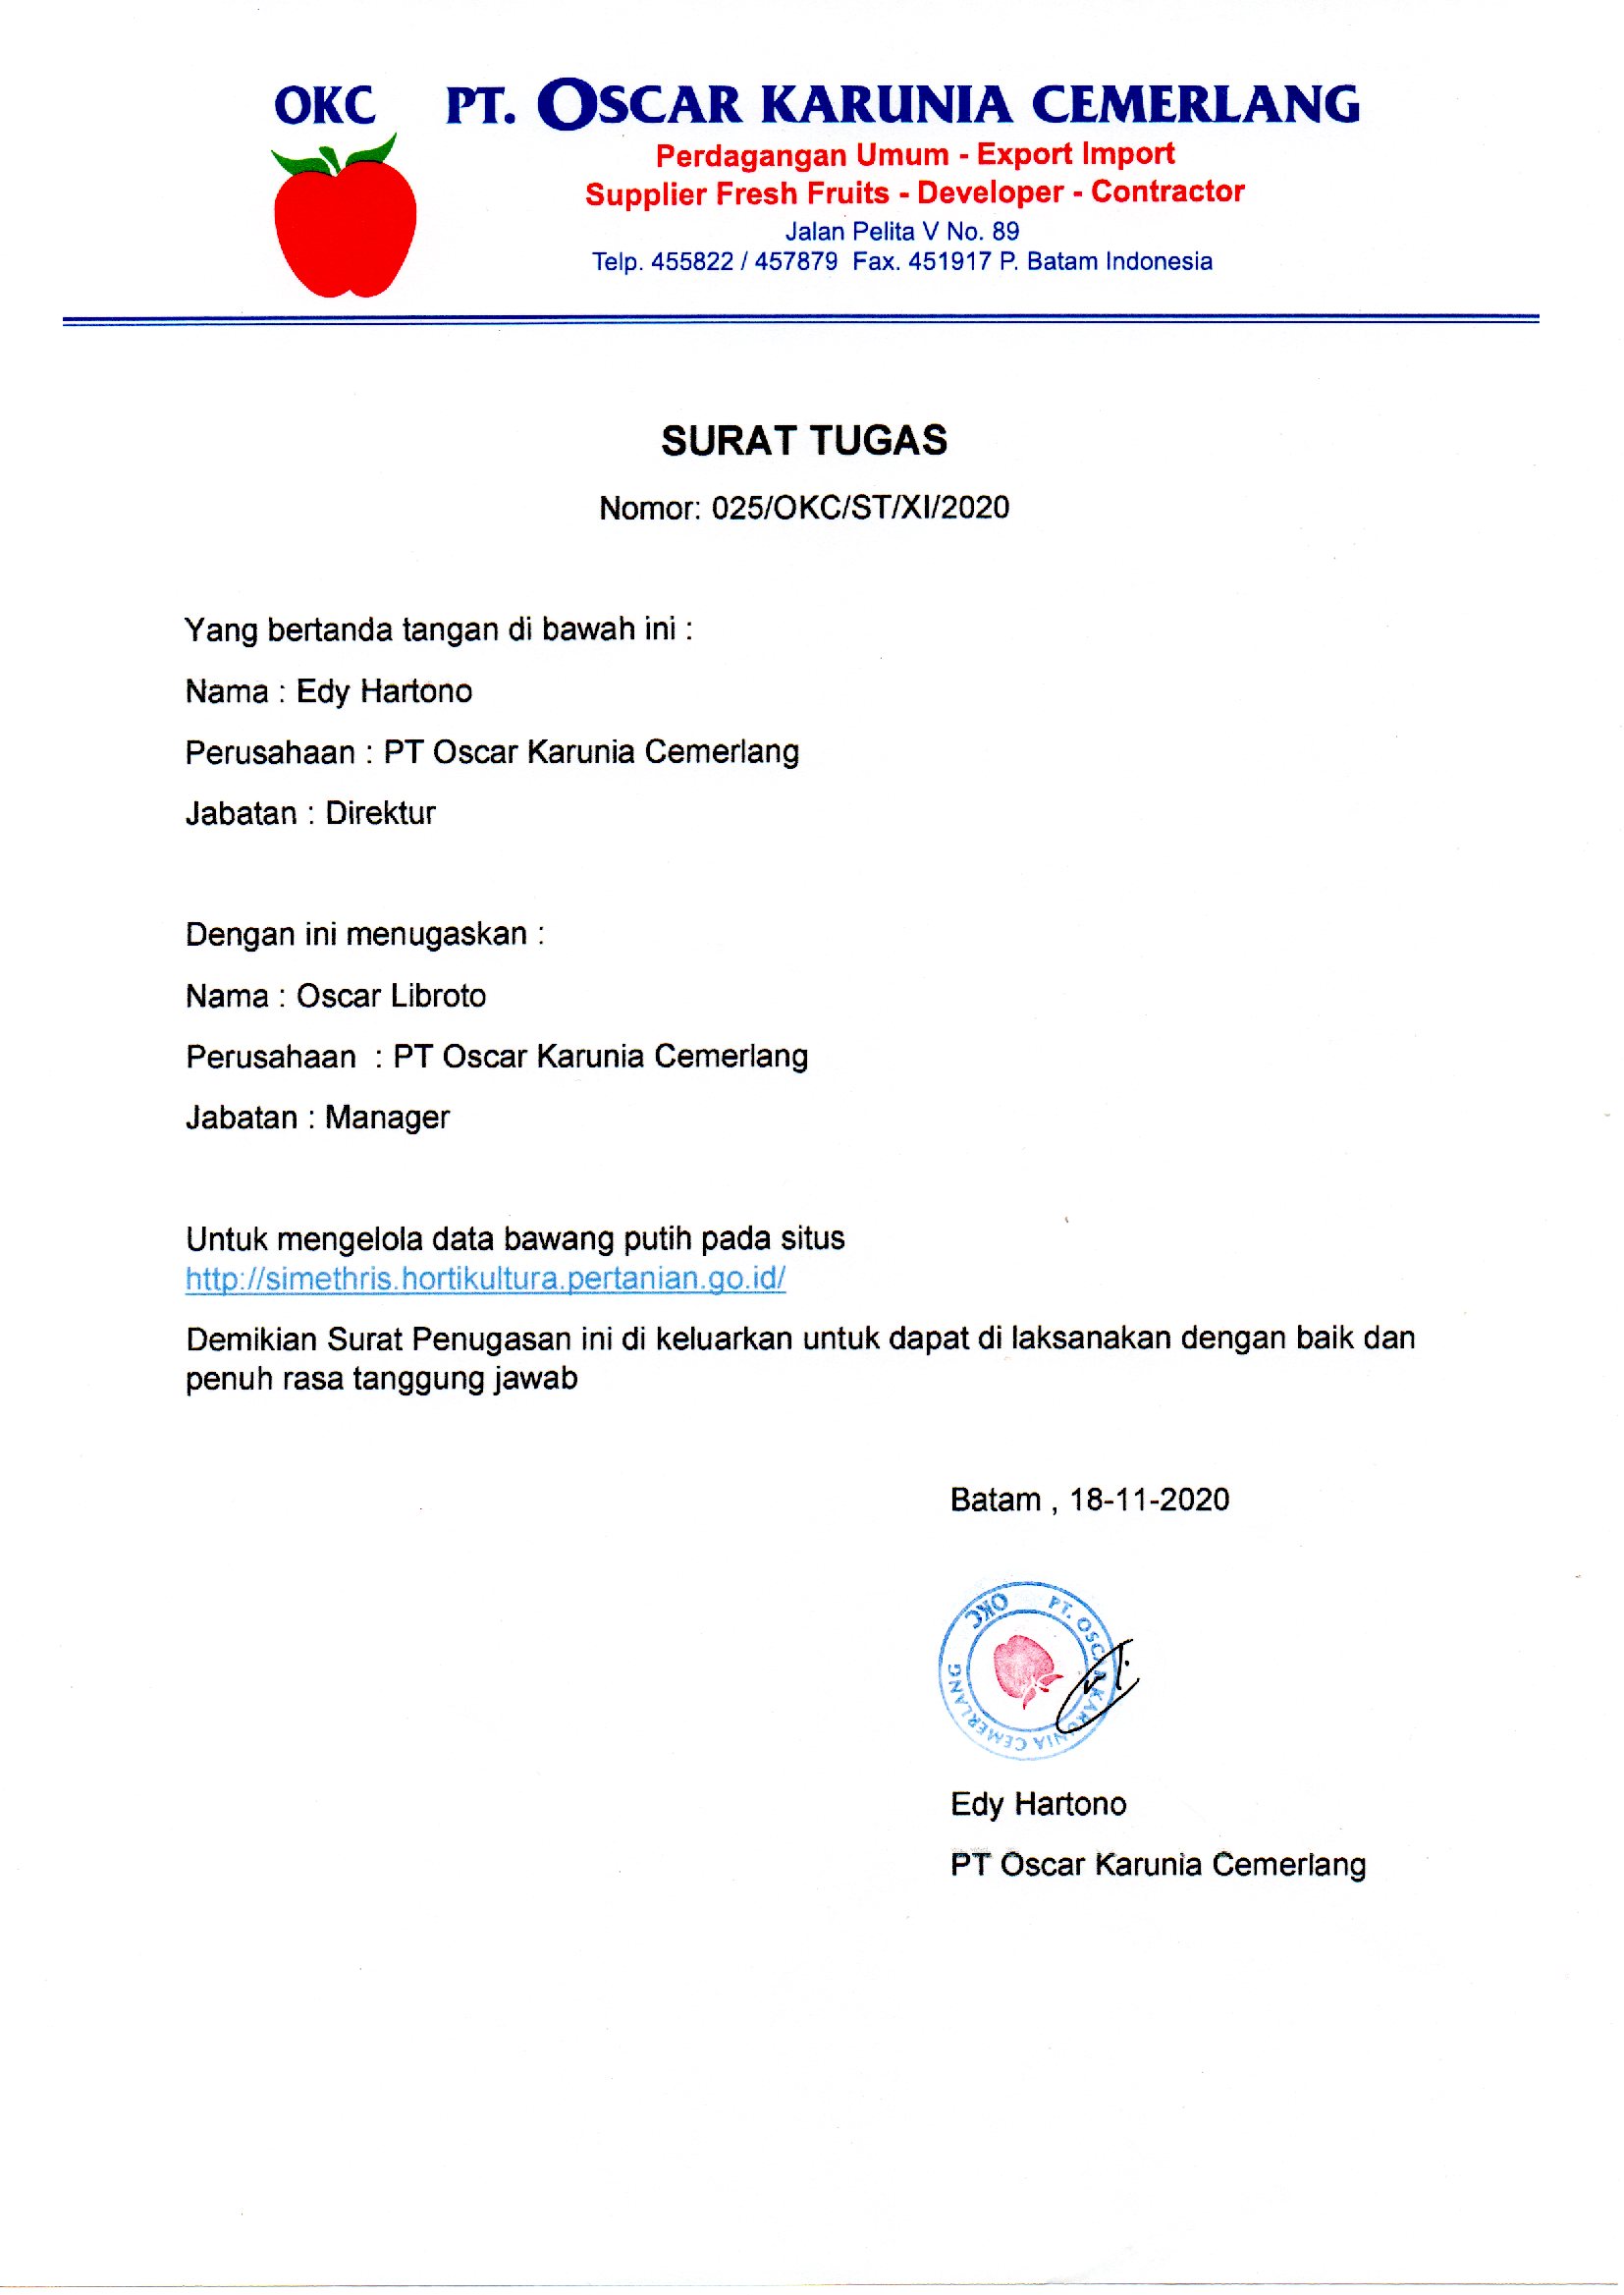 OKC PT. OSCAR KARUNIA CEMERLANG
Perdagangan Umum - Export Import
Supplier Fresh Fruits - Developer - Contractor
Jalan Pelita V No. 89
Telp. 455822 / 457879 Fax. 451917 P. Batam Indonesia
SURAT TUGAS
Nomor: 025/OKC/ST/XI/2020
Yang bertanda tangan di bawah ini :
Nama : Edy Hartono
Perusahaan : PT Oscar Karunia Cemerlang
Jabatan : Direktur
Dengan ini menugaskan :
Nama : Oscar Libroto
Perusahaan : PT Oscar Karunia Cemerlang
Jabatan : Manager
Untuk mengelola data bawang putih pada situs
http://simethris.hortikultura.pertanian.go.id/
Demikian Surat Penugasan ini di keluarkan untuk dapat di laksanakan dengan baik dan
penuh rasa tanggung jawab
Batam , 18-11-2020
OKC
PT. OSCAR KARUNIA CEMERLANG
Edy Hartono
PT Oscar Karunia Cemerlang